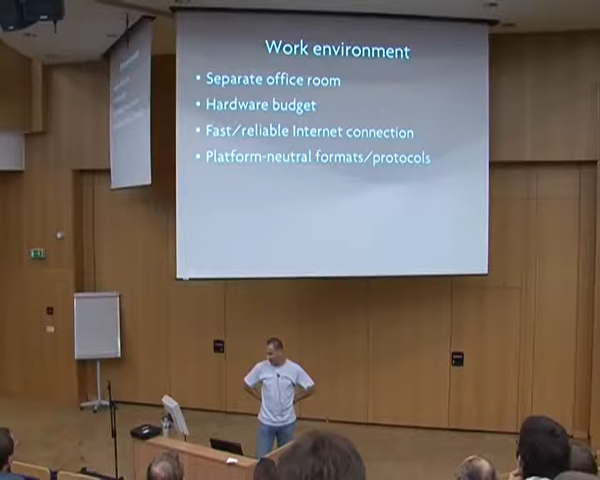 Work environment
• Separate office room
• Hardware budget
• Fast/reliable Internet connection
• Platform-neutral formats/protocols